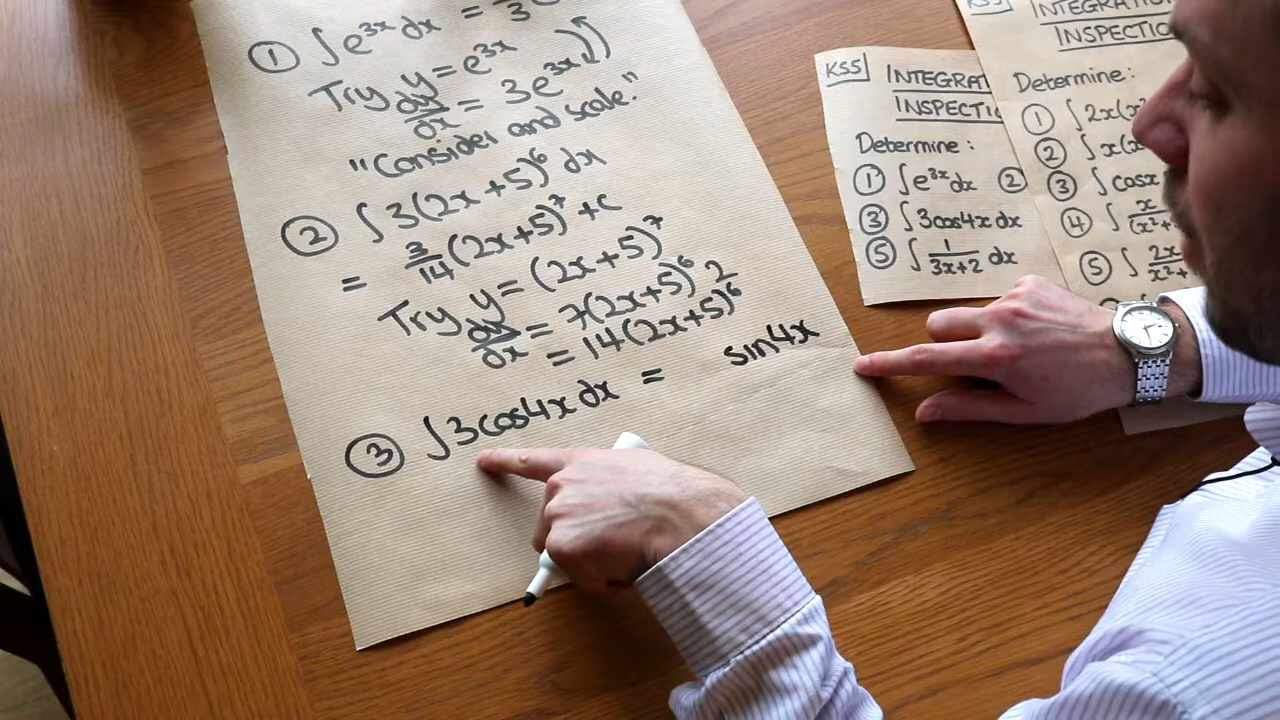 ① ∫e^{3x} dx = /3
Try y = e^{3x}
dy/dx = 3e^{3x}
"Consider and scale."
② ∫3(2x+5)^6 dx
= 3/14 (2x+5)^7 + c
Try y = (2x+5)^7
dy/dx = 7(2x+5)^6 2
= 14(2x+5)^6
③ ∫3cos4x dx = sin4x
KS5
INTEGRAT
INSPECTIO
Determine:
① ∫e^{3x} dx ②
③ ∫3cos4x dx
⑤ ∫ 1/(3x+2) dx
KS5
INTEGRATIO
INSPECTIO
Determine:
① ∫2x(x²
② ∫x(x
③ ∫cosx
④ ∫ x/(x²+
⑤ ∫ 2x/x²+